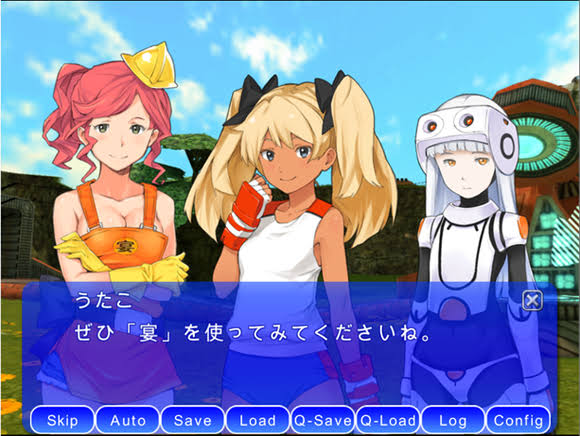 宴
うたこ
ぜひ「宴」を使ってみてくださいね。
Skip Auto Save Load Q-Save Q-Load Log Config